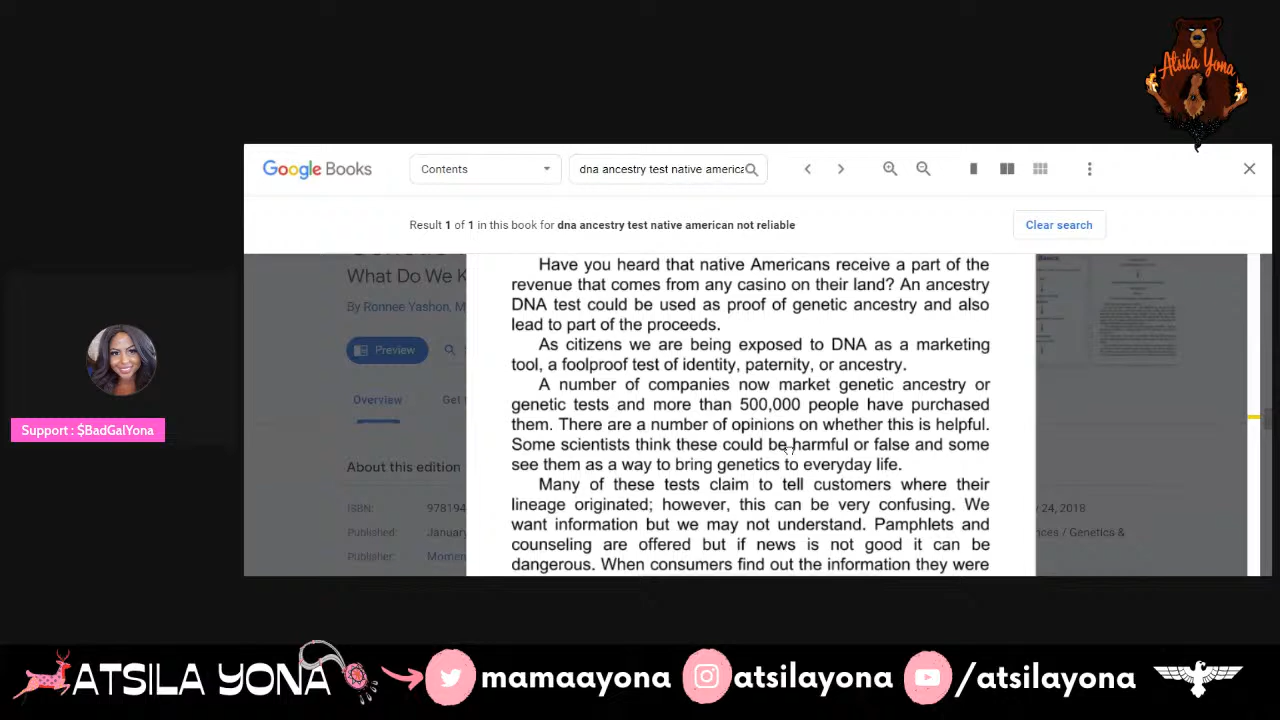 Atsila Yona
Google Books
Contents
dna ancestry test native america
Result 1 of 1 in this book for dna ancestry test native american not reliable
Clear search
What Do We K
By Ronnee Yashon, M
Preview
Overview
Get
About this edition
ISBN:
978194
Published:
January
Publisher:
Momen
Have you heard that native Americans receive a part of the
revenue that comes from any casino on their land? An ancestry
DNA test could be used as proof of genetic ancestry and also
lead to part of the proceeds.
As citizens we are being exposed to DNA as a marketing
tool, a foolproof test of identity, paternity, or ancestry.
A number of companies now market genetic ancestry or
genetic tests and more than 500,000 people have purchased
them. There are a number of opinions on whether this is helpful.
Some scientists think these could be harmful or false and some
see them as a way to bring genetics to everyday life.
Many of these tests claim to tell customers where their
lineage originated; however, this can be very confusing. We
want information but we may not understand. Pamphlets and
counseling are offered but if news is not good it can be
dangerous. When consumers find out the information they were
24, 2018
nces / Genetics &
Support : $BadGalYona
ATSILA YONA
mamaayona
atsilayona
/atsilayona